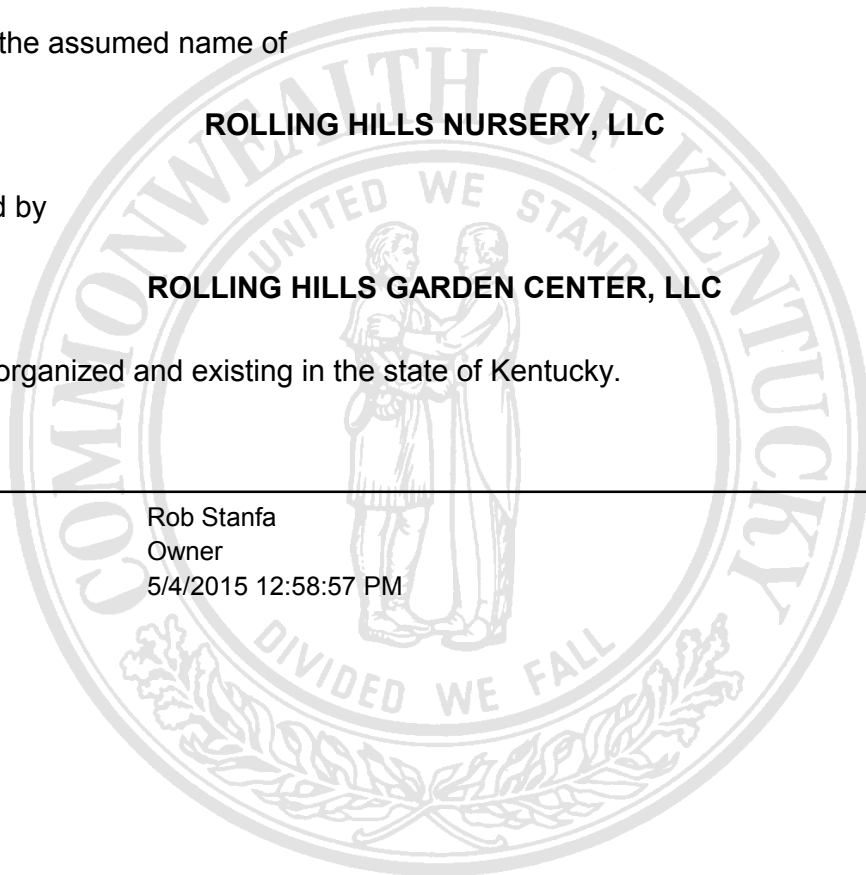 the assumed name of
ROLLING HILLS NURSERY, LLC
d by
ROLLING HILLS GARDEN CENTER, LLC
organized and existing in the state of Kentucky.
Rob Stanfa
Owner
5/4/2015 12:58:57 PM
COMMONWEALTH OF KENTUCKY
UNITED WE STAND
DIVIDED WE FALL